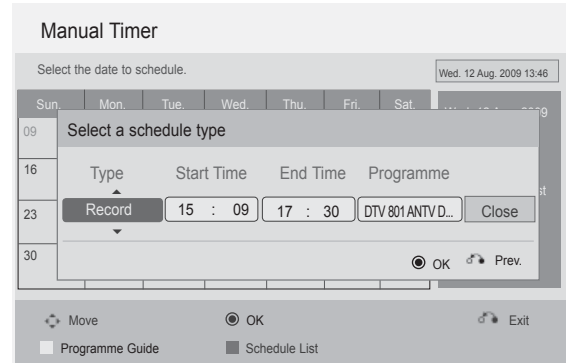 Manual Timer
Select the date to schedule.
Wed. 12 Aug. 2009 13:46
Sun. Mon. Tue. Wed. Thu. Fri. Sat.
09
Select a schedule type
16
Type Start Time End Time Programme
23
Record 15 : 09 17 : 30 DTV 801 ANTV D... Close
30
OK Prev.
Move OK Exit
Programme Guide Schedule List